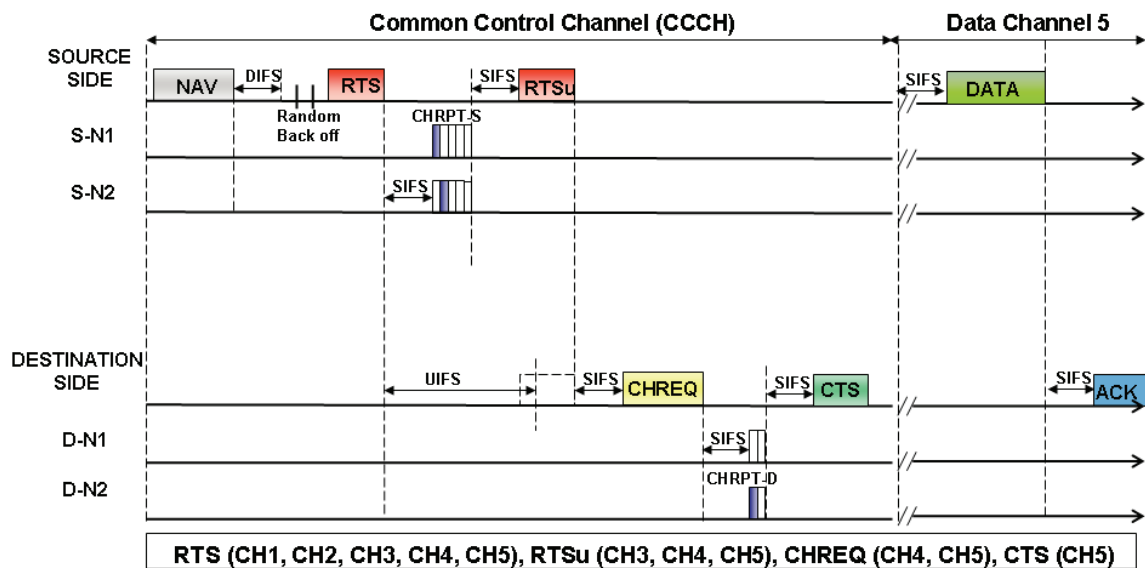 Common Control Channel (CCCH)
Data Channel 5
SOURCE
SIDE
NAV
DIFS
Random
Back off
RTS
SIFS
RTSu
SIFS
DATA
S-N1
CHRPT-S
S-N2
SIFS
DESTINATION
SIDE
UIFS
SIFS
CHREQ
SIFS
CTS
SIFS
ACK
D-N1
SIFS
D-N2
CHRPT-D
RTS (CH1, CH2, CH3, CH4, CH5), RTSu (CH3, CH4, CH5), CHREQ (CH4, CH5), CTS (CH5)